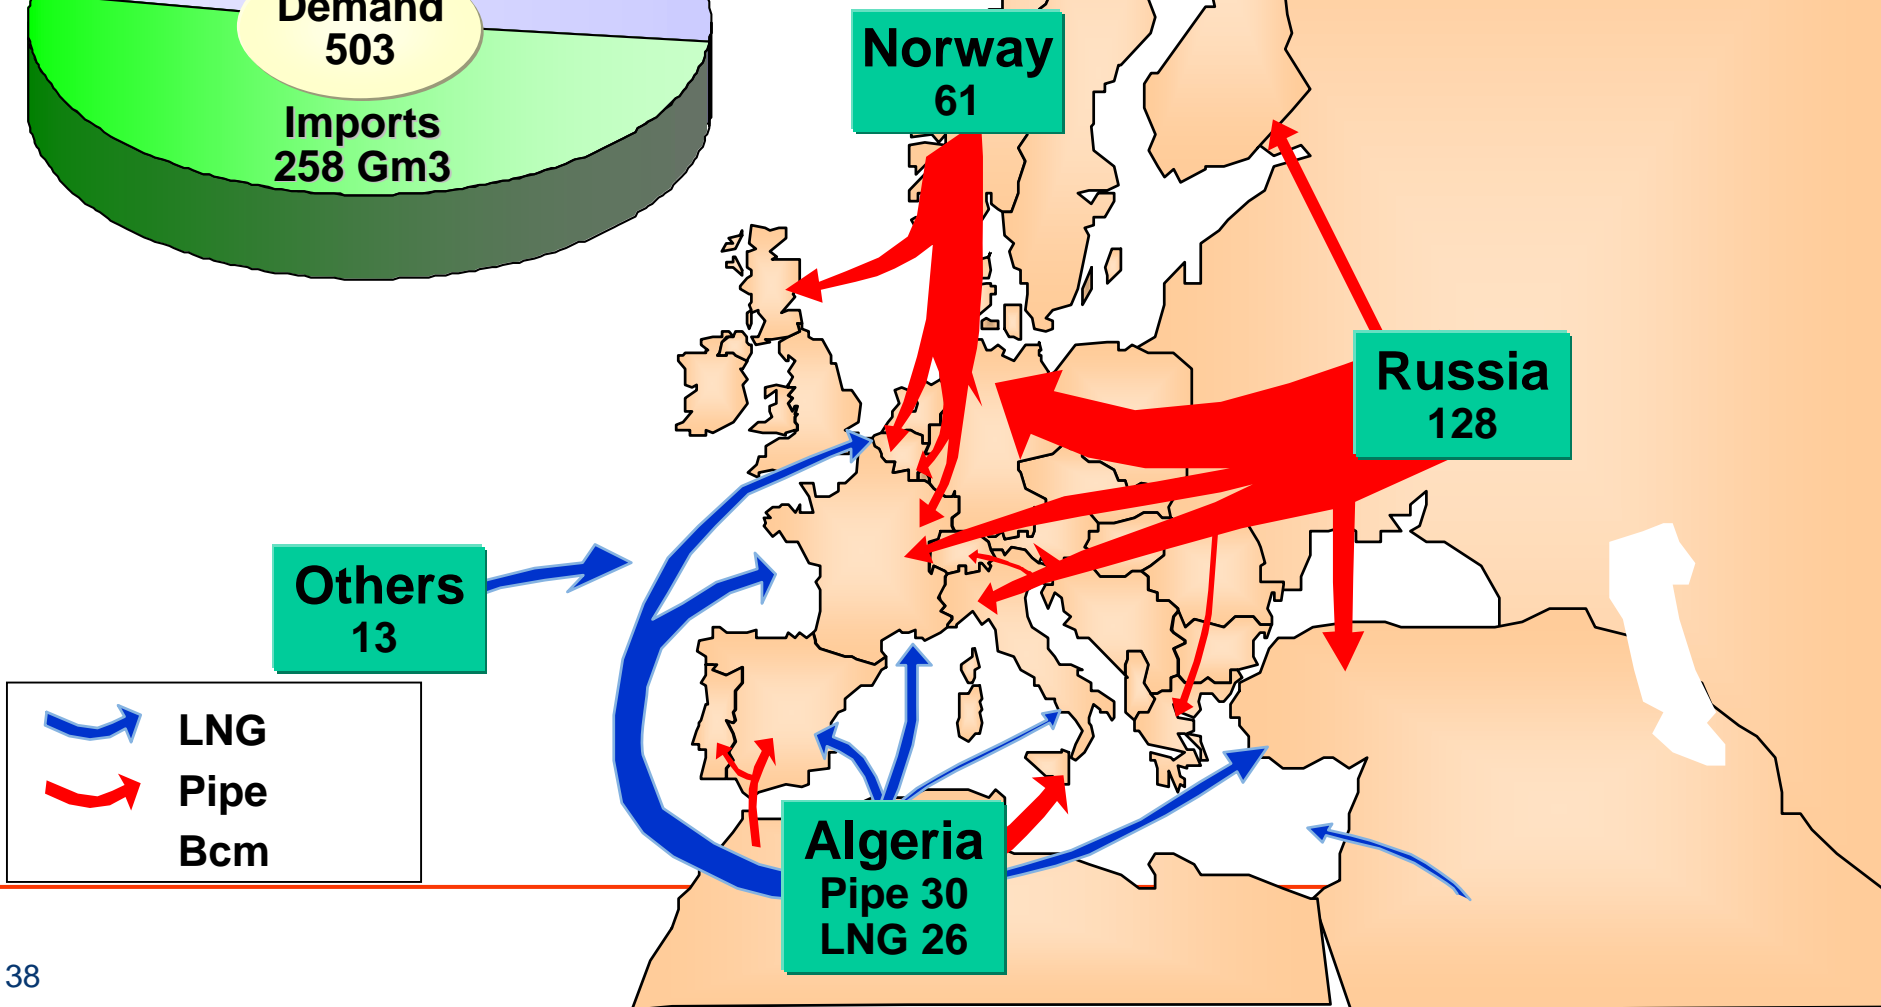 Demand
503
Imports
258 Gm3
Norway
61
Russia
128
Others
13
LNG
Pipe
Bcm
Algeria
Pipe 30
LNG 26
38